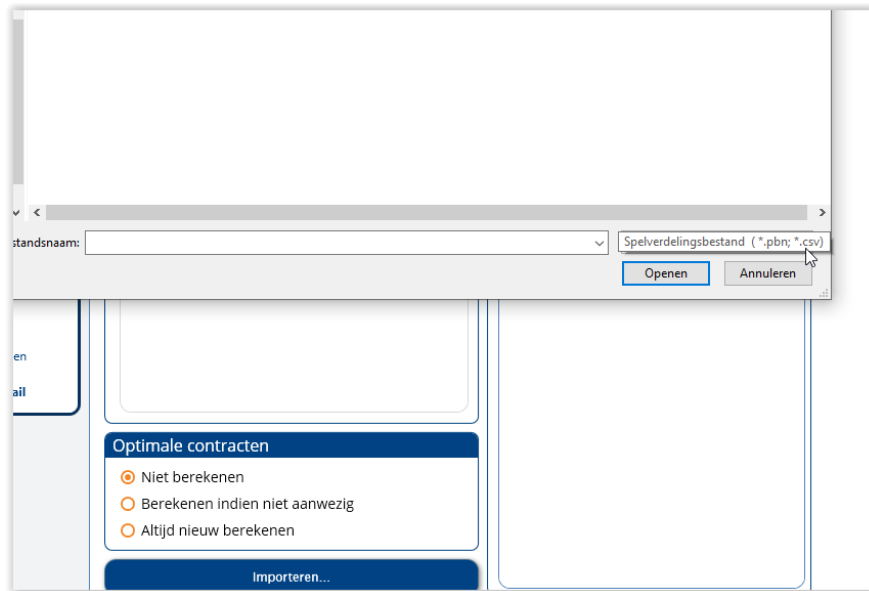 standsnaam:
Spelverdelingsbestand ( *.pbn; *.csv)
Openen
Annuleren
en
ail
Optimale contracten
Niet berekenen
Berekenen indien niet aanwezig
Altijd nieuw berekenen
Importeren...